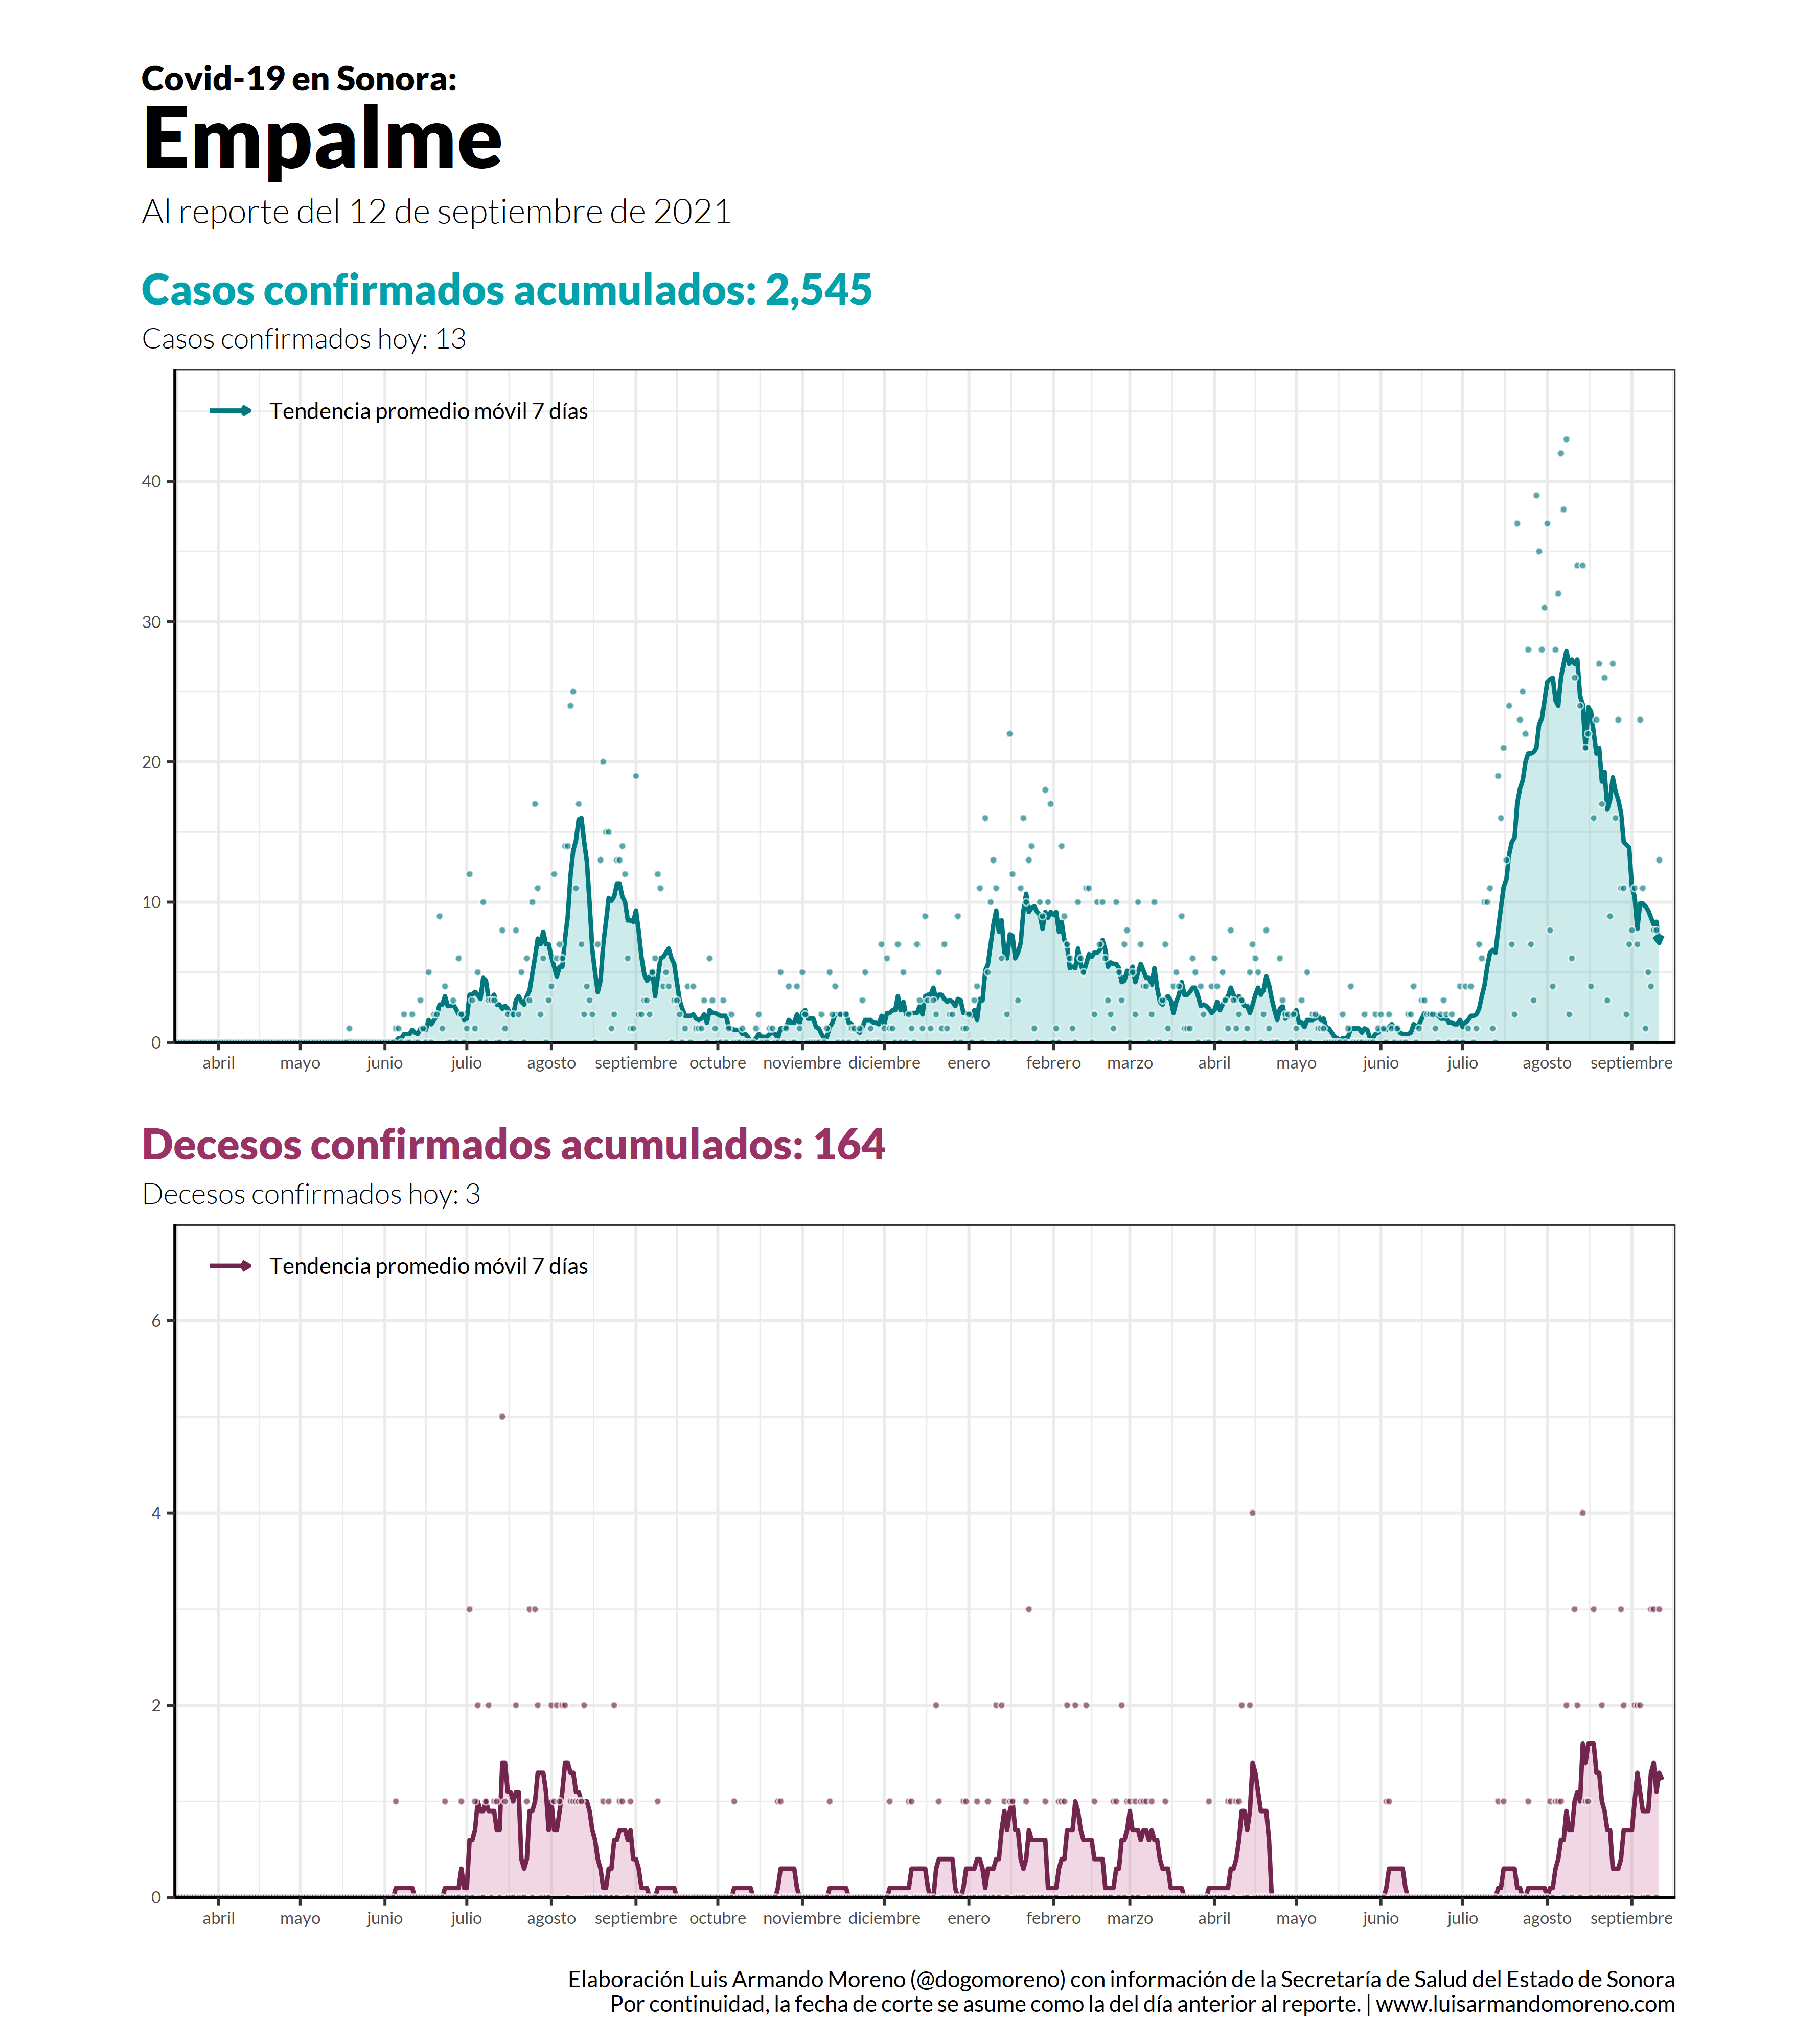 Covid-19 en Sonora:
Empalme
Al reporte del 12 de septiembre de 2021
Casos confirmados acumulados: 2,545
Casos confirmados hoy: 13
Tendencia promedio móvil 7 días
40
30
20
10
0
abril mayo junio julio agosto septiembre octubre noviembre diciembre enero febrero marzo abril mayo junio julio agosto septiembre
Decesos confirmados acumulados: 164
Decesos confirmados hoy: 3
Tendencia promedio móvil 7 días
6
4
2
0
abril mayo junio julio agosto septiembre octubre noviembre diciembre enero febrero marzo abril mayo junio julio agosto septiembre
Elaboración Luis Armando Moreno (@dogomoreno) con información de la Secretaría de Salud del Estado de Sonora
Por continuidad, la fecha de corte se asume como la del día anterior al reporte. | www.luisarmandomoreno.com